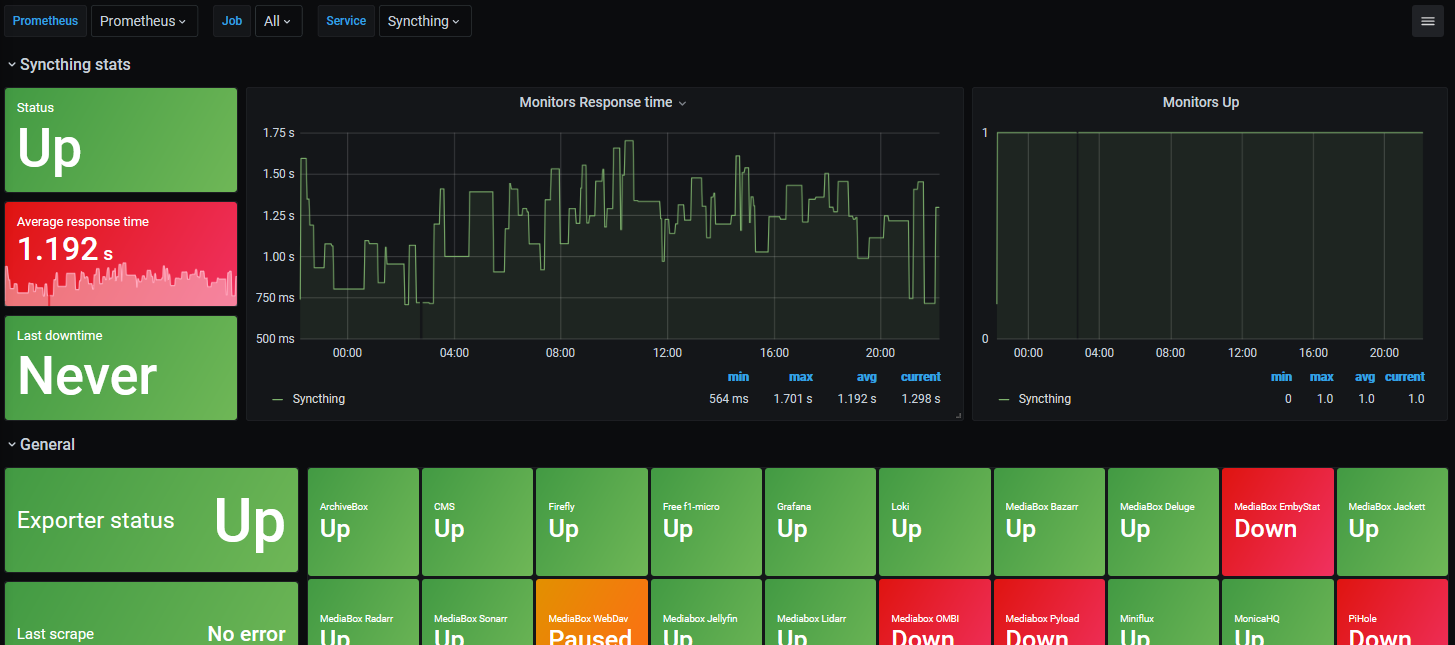 Prometheus Prometheus Job All Service Syncthing
Syncthing stats
Status
Up
Average response time
1.192 s
Last downtime
Never
Monitors Response time
1.75 s
1.50 s
1.25 s
1.00 s
750 ms
500 ms
00:00 04:00 08:00 12:00 16:00 20:00
min max avg current
Syncthing 564 ms 1.701 s 1.192 s 1.298 s
Monitors Up
1
0
00:00 04:00 08:00 12:00 16:00 20:00
min max avg current
Syncthing 0 1.0 1.0 1.0
General
Exporter status Up
ArchiveBox
Up
CMS
Up
Firefly
Up
Free f1-micro
Up
Grafana
Up
Loki
Up
MediaBox Bazarr
Up
MediaBox Deluge
Up
MediaBox EmbyStat
Down
MediaBox Jackett
Up
Last scrape No error
MediaBox Radarr
Up
MediaBox Sonarr
Up
MediaBox WebDav
Paused
Mediabox Jellyfin
Up
Mediabox Lidarr
Up
Mediabox OMBI
Down
Mediabox Pyload
Down
Miniflux
Up
MonicaHQ
Up
PiHole
Down